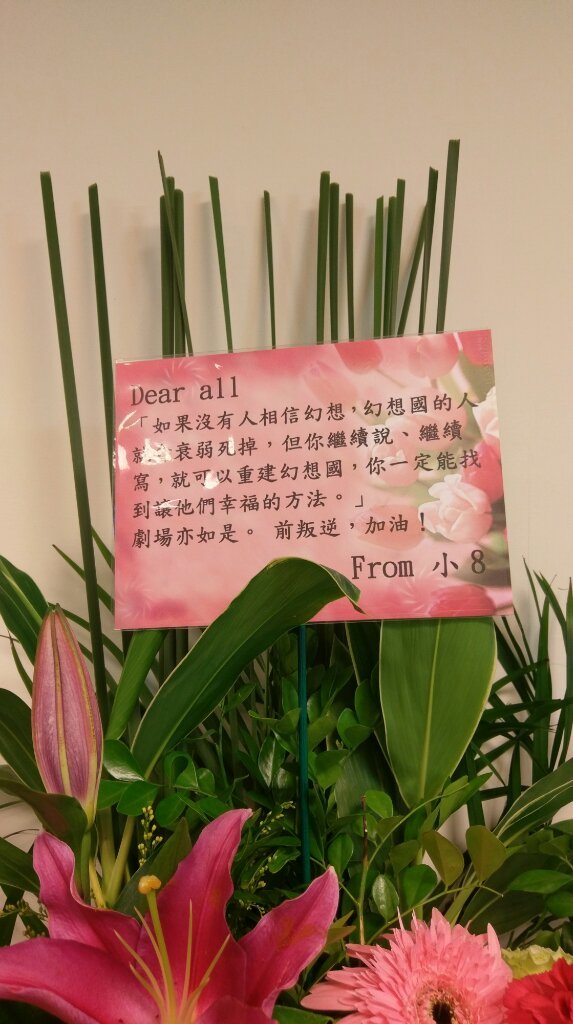 Dear all
「如果沒有人相信幻想，幻想國的人
就會衰弱死掉，但你繼續說、繼續
寫，就可以重建幻想國，你一定能找
到讓他們幸福的方法。」
劇場亦如是。 前叛逆，加油！
From 小8